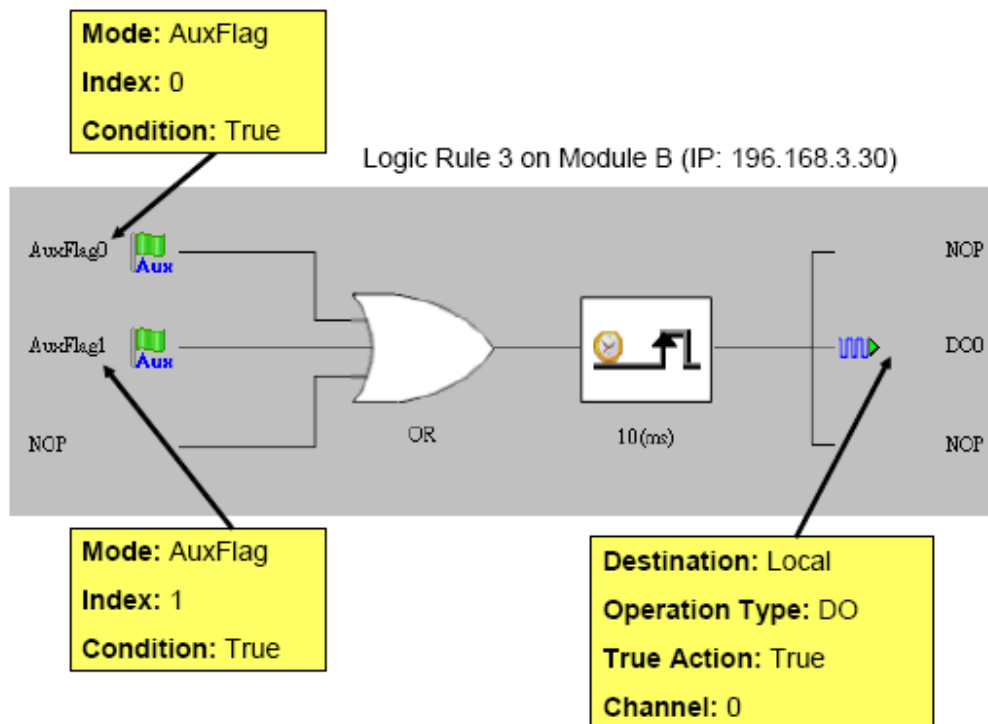 Mode: AuxFlag
Index: 0
Condition: True
Logic Rule 3 on Module B (IP: 196.168.3.30)
AuxFlag0
Aux
NOP
AuxFlag1
Aux
DO0
NOP
OR
10(ms)
NOP
Mode: AuxFlag
Index: 1
Condition: True
Destination: Local
Operation Type: DO
True Action: True
Channel: 0